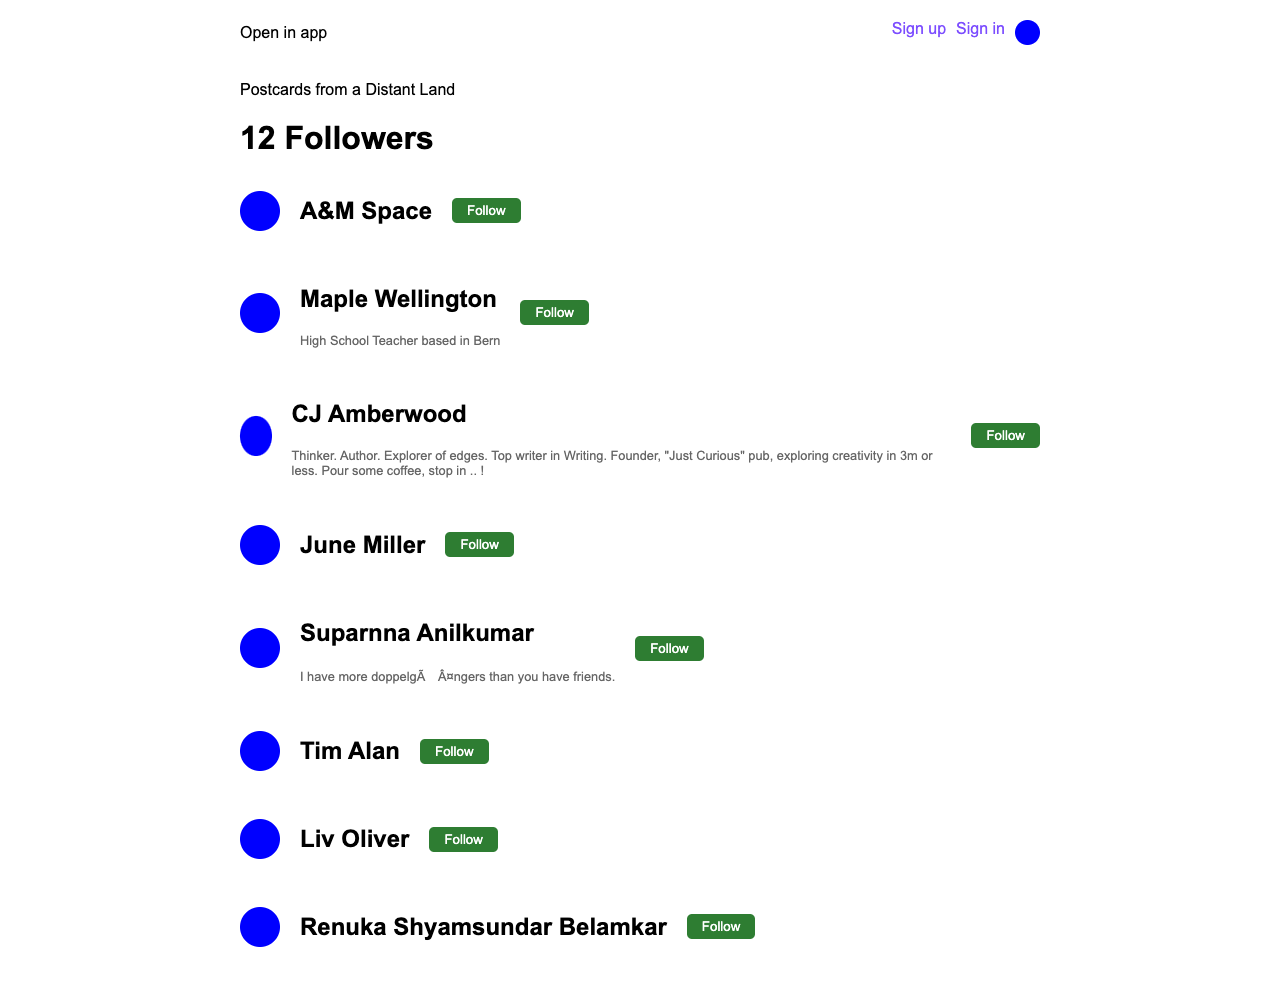 Open in app
Sign up Sign in
Postcards from a Distant Land
12 Followers
A&M Space Follow
Maple Wellington
Follow
High School Teacher based in Bern
CJ Amberwood
Follow
Thinker. Author. Explorer of edges. Top writer in Writing. Founder, "Just Curious" pub, exploring creativity in 3m or
less. Pour some coffee, stop in .. !
June Miller Follow
Suparnna Anilkumar
Follow
I have more doppelgÃ Â¤ngers than you have friends.
Tim Alan Follow
Liv Oliver Follow
Renuka Shyamsundar Belamkar Follow